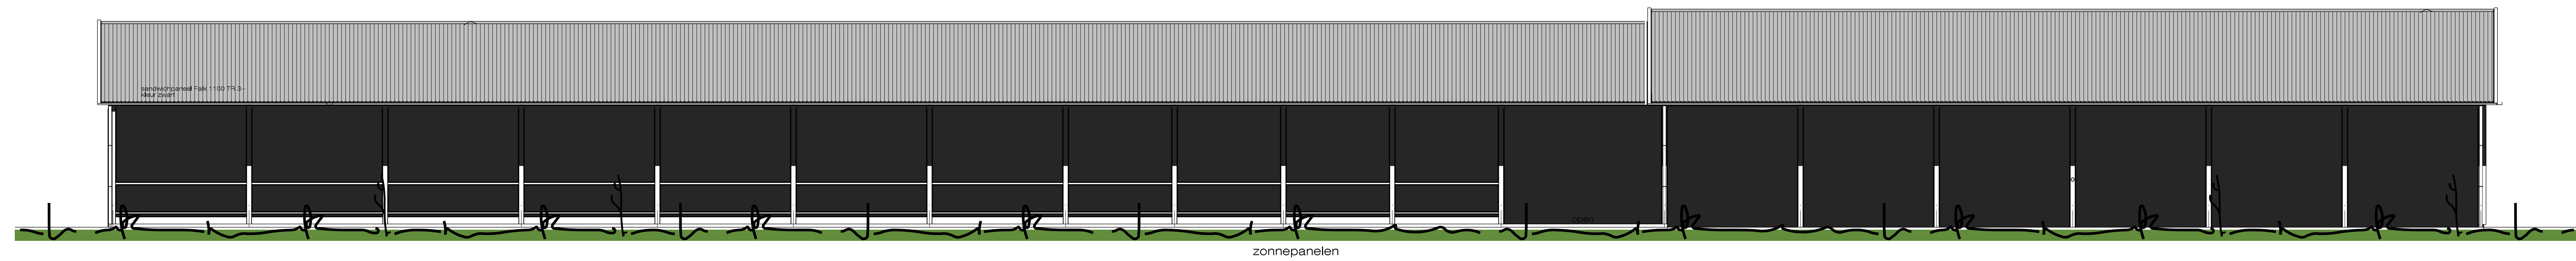 sandwichpaneel Falk 1100 TR 3+
kleur zwart
open
zonnepanelen